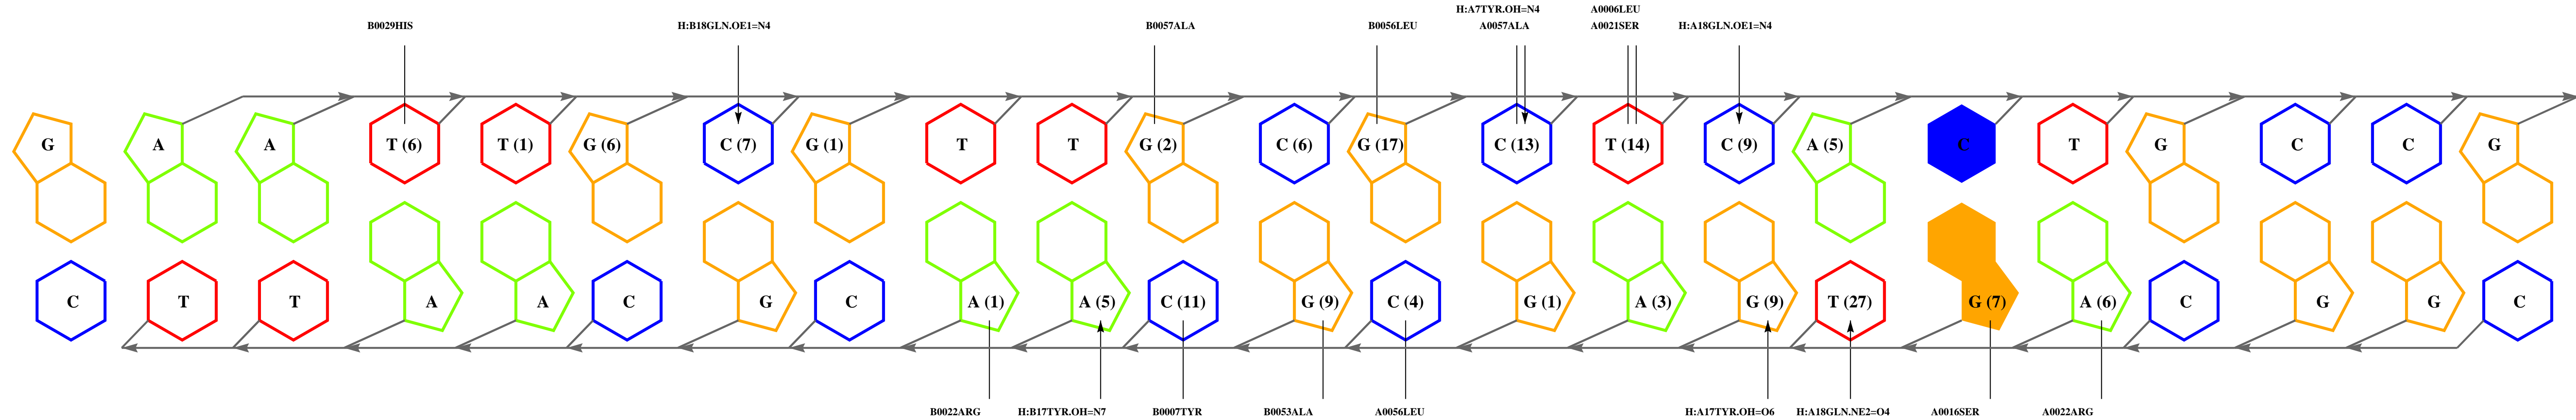 H:A7TYR.OH=N4 A0006LEU
B0029HIS H:B18GLN.OE1=N4 B0057ALA B0056LEU A0057ALA A0021SER H:A18GLN.OE1=N4
G A A T (6) T (1) G (6) C (7) G (1) T T G (2) C (6) G (17) C (13) T (14) C (9) A (5) C T G C C G
C T T A A C G C A (1) A (5) C (11) G (9) C (4) G (1) A (3) G (9) T (27) G (7) A (6) C G G C
B0022ARG H:B17TYR.OH=N7 B0007TYR B0053ALA A0056LEU H:A17TYR.OH=O6 H:A18GLN.NE2=O4 A0016SER A0022ARG